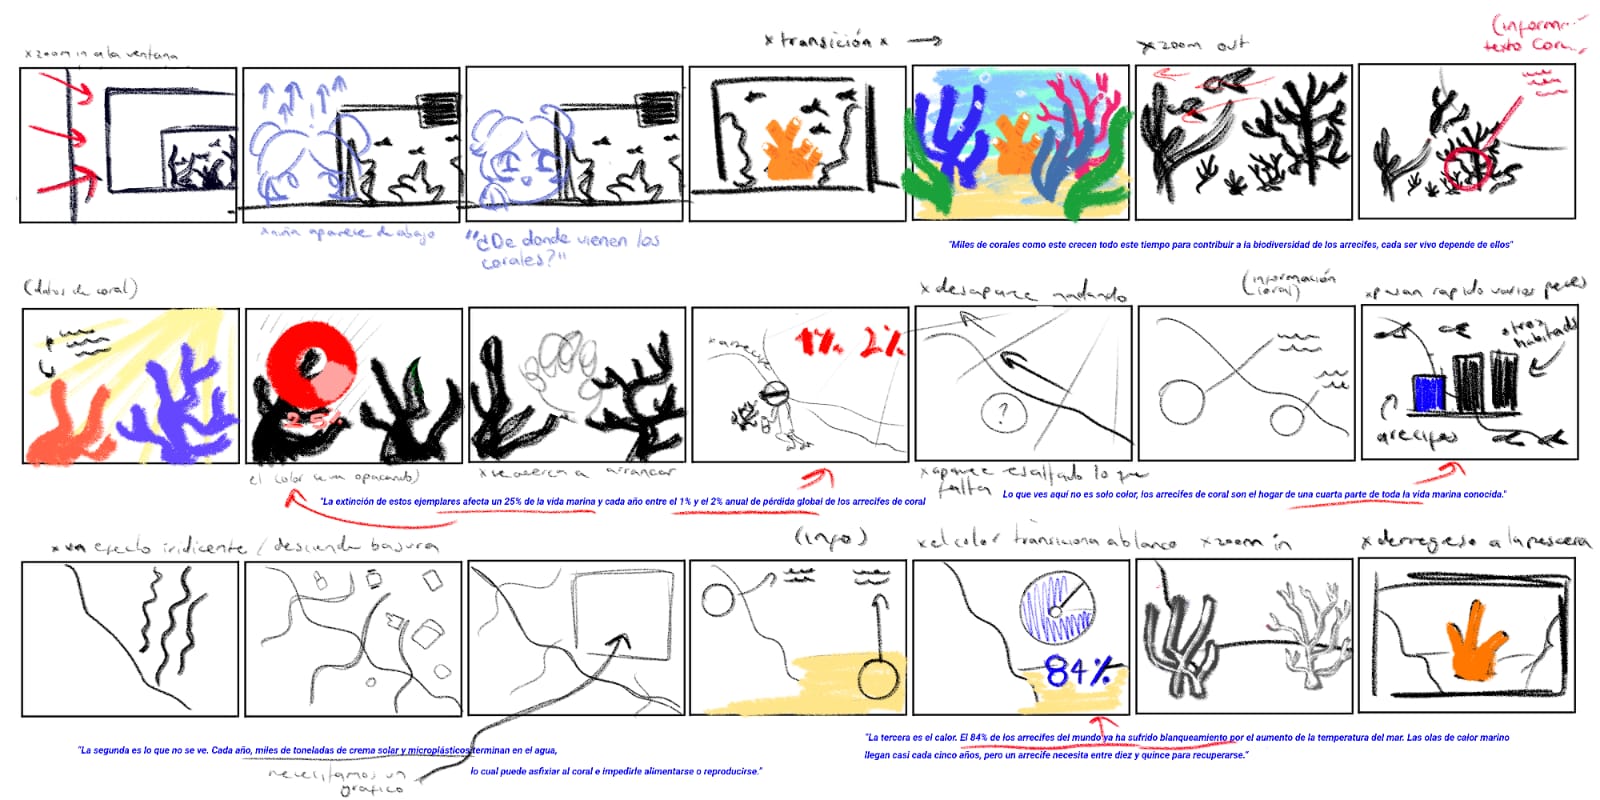 x zoom in a la ventana
x transición x
x zoom out
(inform
texto Cor
x niña aparece de abajo
"¿De donde vienen los
corales?"
"Miles de corales como este crecen todo este tiempo para contribuir a la biodiversidad de los arrecifes, cada ser vivo depende de ellos"
(datos de coral)
x desaparece nadando
(información
coral)
x pasan rapido varios peces
25%
1% 2%
?
otros
habitads
arecifes
el color se va opacando)
x se acerca a arrancar
x aparece resaltado lo que
falta
"La extinción de estos ejemplares afecta un 25% de la vida marina y cada año entre el 1% y el 2% anual de pérdida global de los arrecifes de coral
Lo que ves aquí no es solo color, los arrecifes de coral son el hogar de una cuarta parte de toda la vida marina conocida."
x un efecto iridicente / desciende basura
(info)
x el color transiciona a blanco
x zoom in
x de regreso a la pescera
84%
"La segunda es lo que no se ve. Cada año, miles de toneladas de crema solar y microplásticos terminan en el agua,
lo cual puede asfixiar al coral e impedirle alimentarse o reproducirse."
necesitamos un
grafico
"La tercera es el calor. El 84% de los arrecifes del mundo ya ha sufrido blanqueamiento por el aumento de la temperatura del mar. Las olas de calor marino
llegan casi cada cinco años, pero un arrecife necesita entre diez y quince para recuperarse."